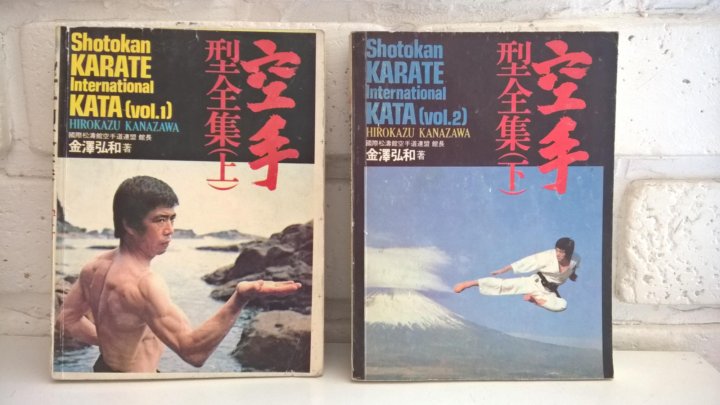 Shotokan
KARATE
International
KATA (vol.1)
HIROKAZU KANAZAWA
國際松濤館空手道連盟 館長
金澤弘和著
空手
型全集(上)
Shotokan
KARATE
International
KATA (vol.2)
HIROKAZU KANAZAWA
國際松濤館空手道連盟 館長
金澤弘和著
空手
型全集(下)